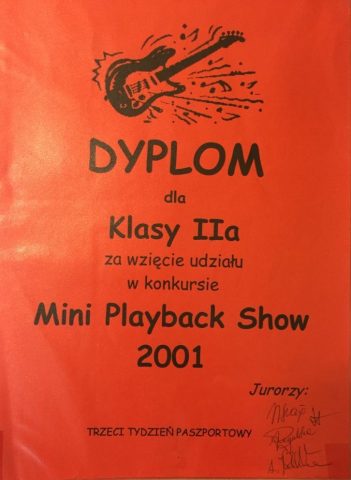 DYPLOM
dla
Klasy IIa
za wzięcie udziału
w konkursie
Mini Playback Show
2001
Jurorzy:
TRZECI TYDZIEŃ PASZPORTOWY